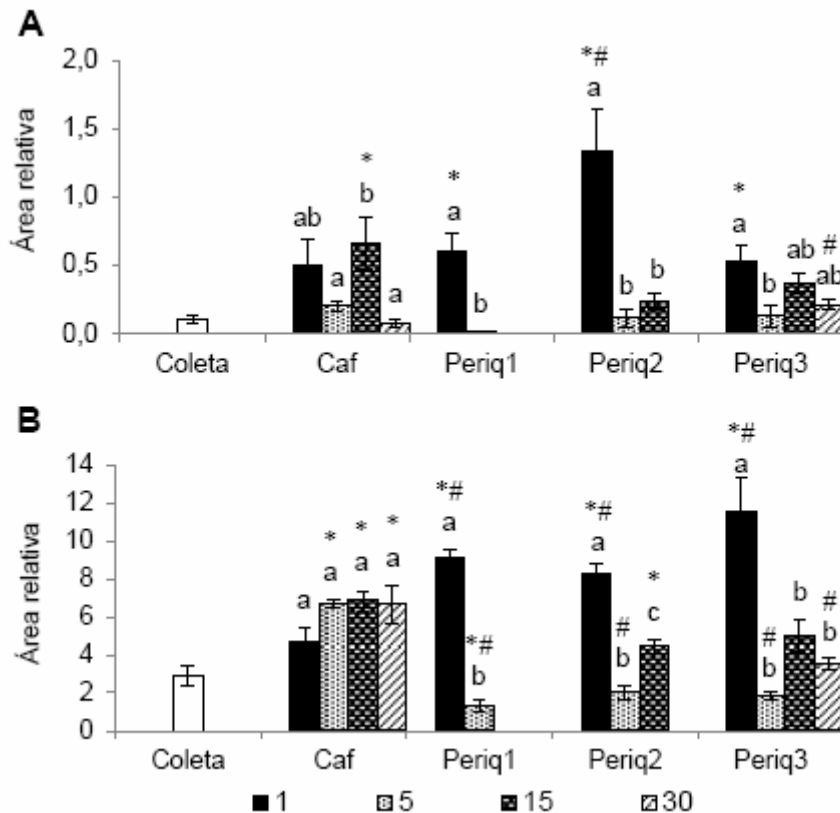 A
2,0
*#
a
1,5
Área relativa
*
*
1,0
ab
b
a
*
a
ab
#
ab
0,5
a
a
b
b
b
b
0,0
Coleta
Caf
Periq1
Periq2
Periq3
B
14
*#
a
12
*#
a
*#
a
10
Área relativa
*
*
*
8
a
a
a
a
*
c
6
*#
b
#
b
b
#
b
#
b
4
2
0
Coleta
Caf
Periq1
Periq2
Periq3
1
5
15
30